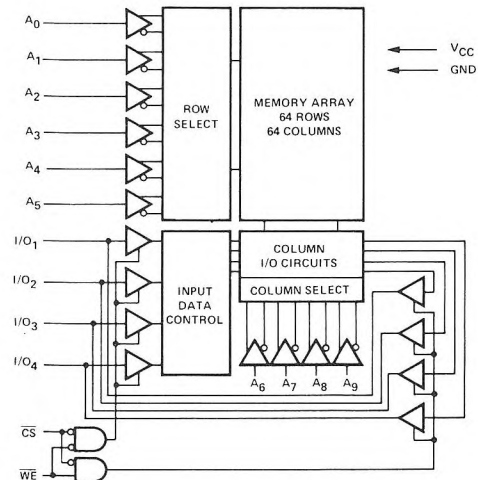 A0
A1
A2
A3
A4
A5
ROW
SELECT
MEMORY ARRAY
64 ROWS
64 COLUMNS
VCC
GND
I/O1
I/O2
I/O3
I/O4
INPUT
DATA
CONTROL
COLUMN
I/O CIRCUITS
COLUMN SELECT
A6
A7
A8
A9
CS
WE